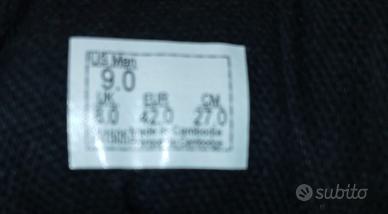 US Men
9.0
UK EUR CM
8.0 42.0 27.0
Made in Cambodia
subito